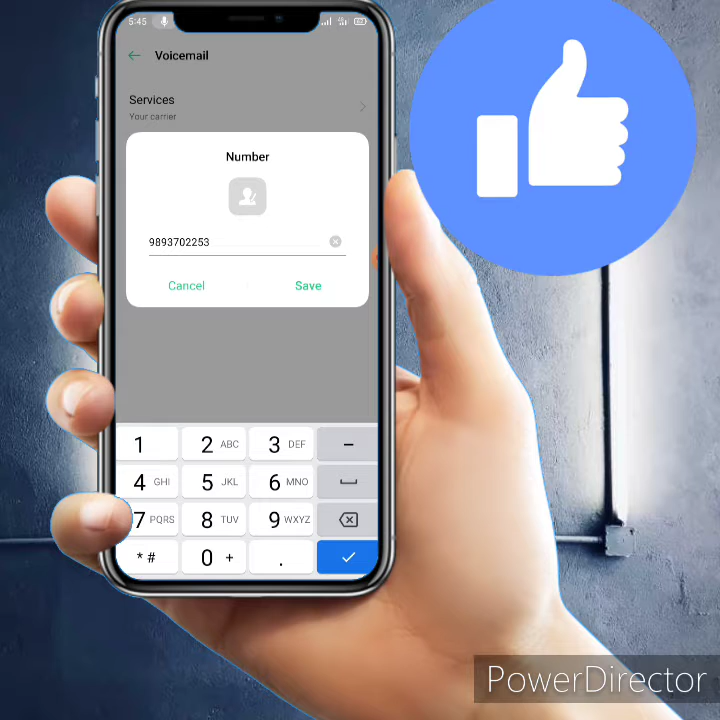 5:45
Voicemail
Services
Your carrier
Number
9893702253
Cancel
Save
1
2 ABC
3 DEF
–
4 GHI
5 JKL
6 MNO
7 PQRS
8 TUV
9 WXYZ
* #
0 +
.
PowerDirector